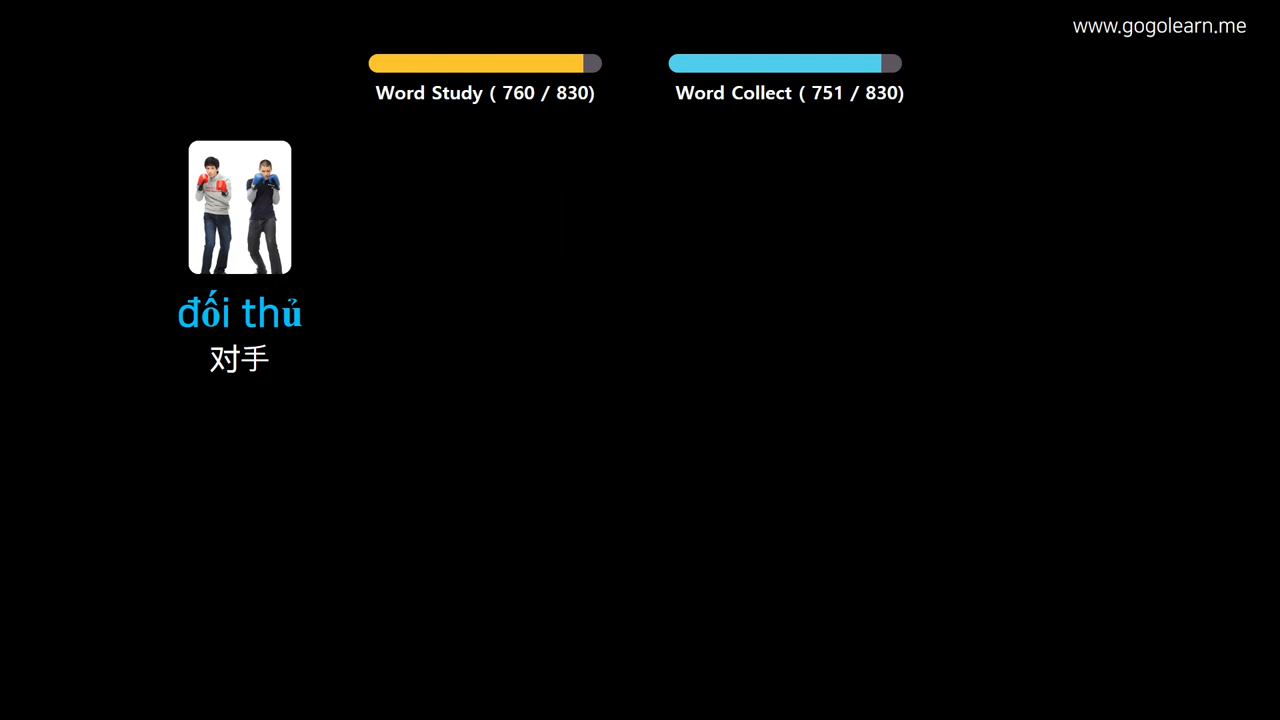 www.gogolearn.me
Word Study ( 760 / 830)
Word Collect ( 751 / 830)
đối thủ
对手